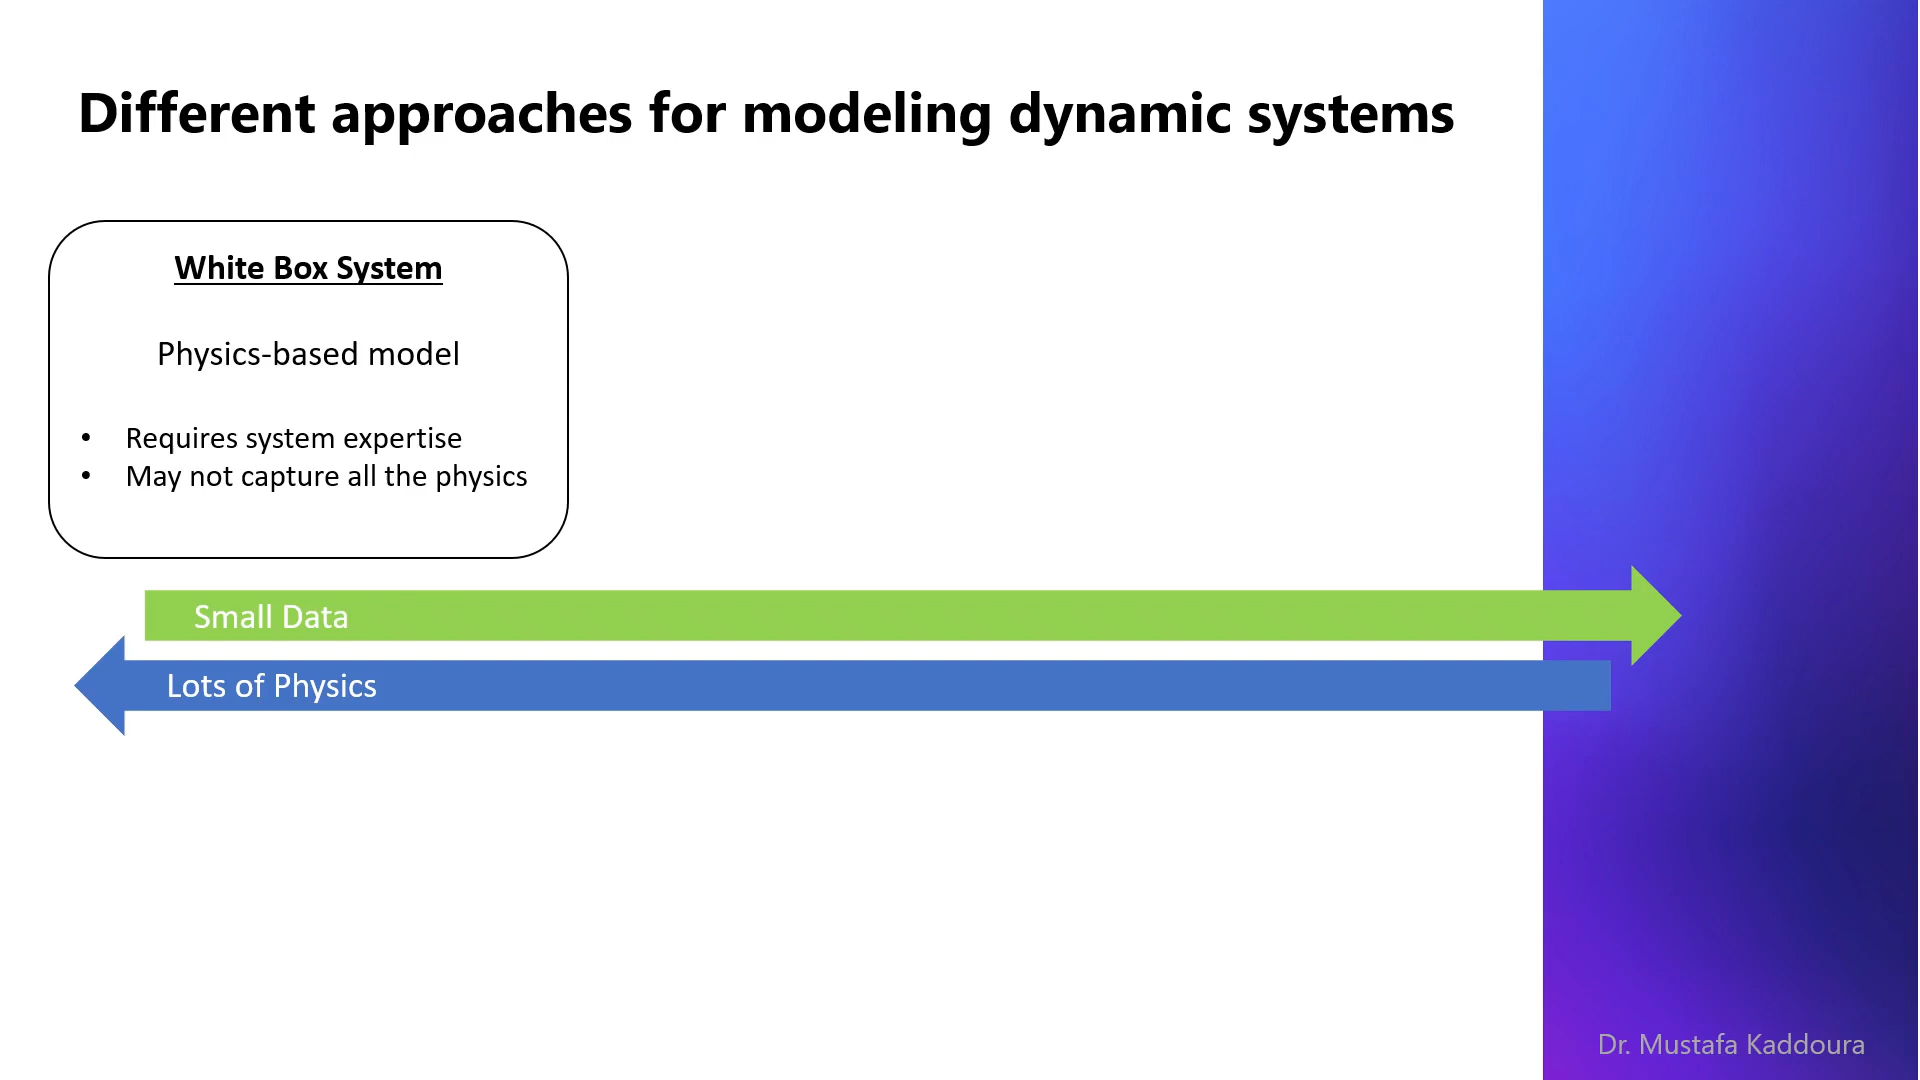 Different approaches for modeling dynamic systems
White Box System
Physics-based model
• Requires system expertise
• May not capture all the physics
Small Data
Lots of Physics
Dr. Mustafa Kaddoura